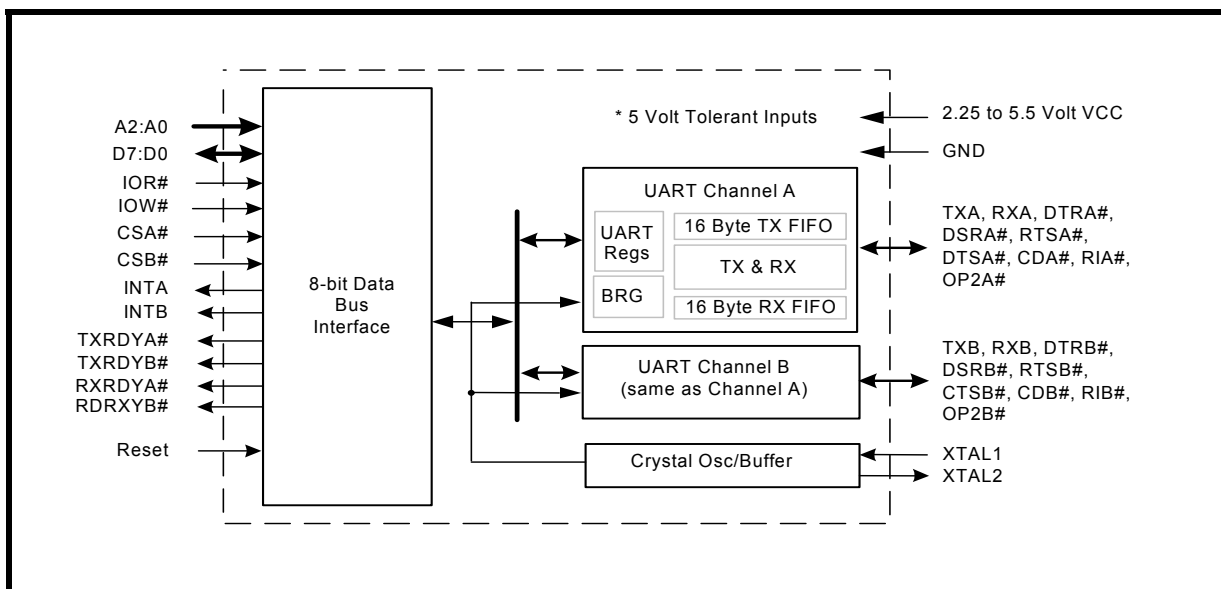 A2:A0
D7:D0
IOR#
IOW#
CSA#
CSB#
INTA
INTB
TXRDYA#
TXRDYB#
RXRDYA#
RDRXYB#
Reset
8-bit Data
Bus
Interface
* 5 Volt Tolerant Inputs
UART Channel A
UART
Regs
BRG
16 Byte TX FIFO
TX & RX
16 Byte RX FIFO
UART Channel B
(same as Channel A)
Crystal Osc/Buffer
2.25 to 5.5 Volt VCC
GND
TXA, RXA, DTRA#,
DSRA#, RTSA#,
DTSA#, CDA#, RIA#,
OP2A#
TXB, RXB, DTRB#,
DSRB#, RTSB#,
CTSB#, CDB#, RIB#,
OP2B#
XTAL1
XTAL2